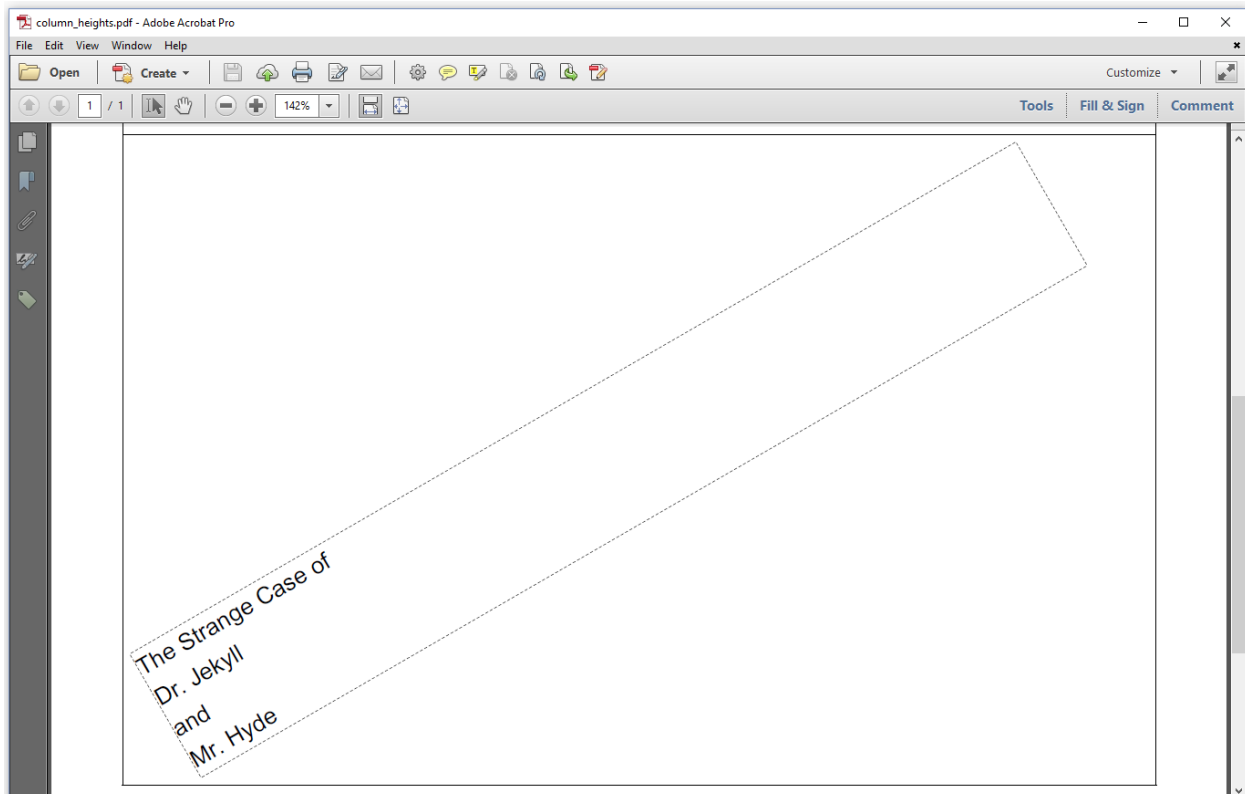 column_heights.pdf - Adobe Acrobat Pro
File Edit View Window Help
Open Create Customize
1 / 1 142% Tools Fill & Sign Comment
The Strange Case of
Dr. Jekyll
and
Mr. Hyde